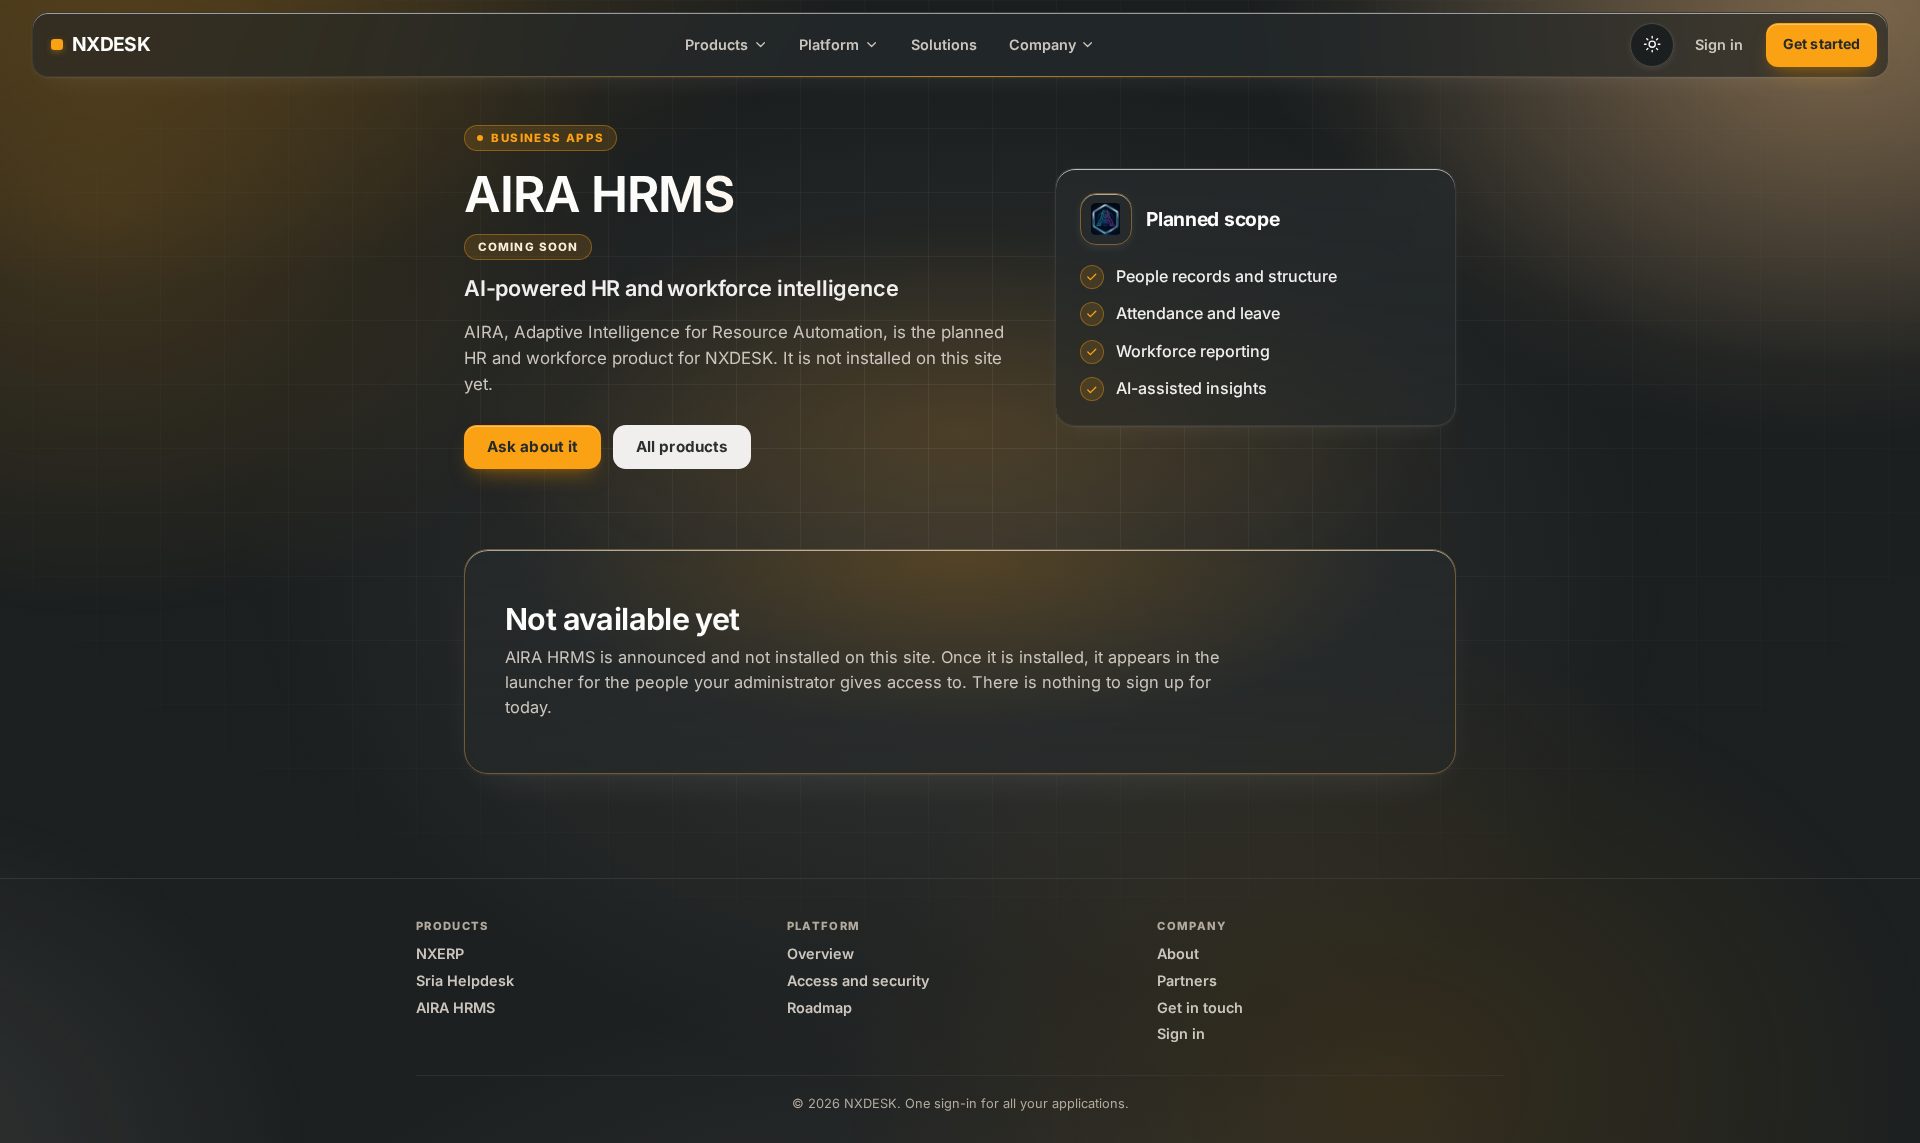 NXDESK
Products
Platform
Solutions
Company
Sign in
Get started
BUSINESS APPS
AIRA HRMS
COMING SOON
AI-powered HR and workforce intelligence
AIRA, Adaptive Intelligence for Resource Automation, is the planned
HR and workforce product for NXDESK. It is not installed on this site
yet.
Ask about it
All products
Planned scope
People records and structure
Attendance and leave
Workforce reporting
AI-assisted insights
Not available yet
AIRA HRMS is announced and not installed on this site. Once it is installed, it appears in the
launcher for the people your administrator gives access to. There is nothing to sign up for
today.
PRODUCTS
NXERP
Sria Helpdesk
AIRA HRMS
PLATFORM
Overview
Access and security
Roadmap
COMPANY
About
Partners
Get in touch
Sign in
© 2026 NXDESK. One sign-in for all your applications.